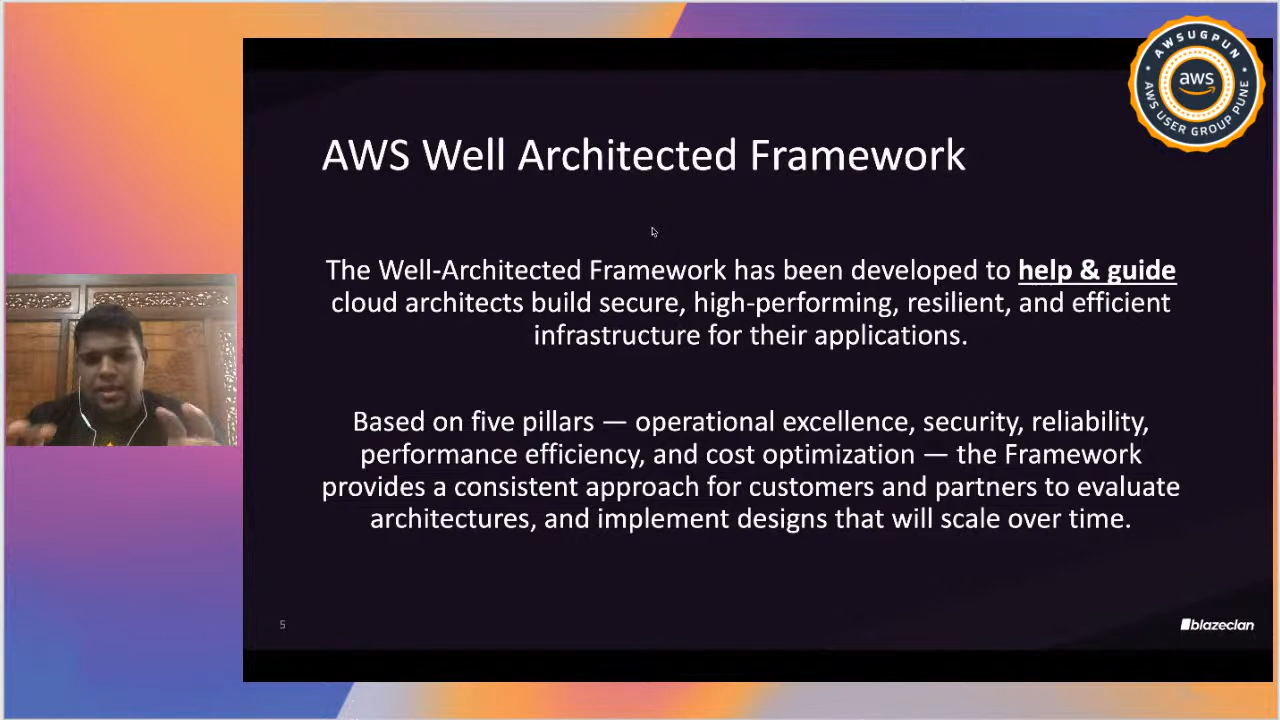 AWSUGPUN
aws
AWS USER GROUP PUNE
AWS Well Architected Framework
The Well-Architected Framework has been developed to help & guide
cloud architects build secure, high-performing, resilient, and efficient
infrastructure for their applications.
Based on five pillars — operational excellence, security, reliability,
performance efficiency, and cost optimization — the Framework
provides a consistent approach for customers and partners to evaluate
architectures, and implement designs that will scale over time.
5
blazeclan